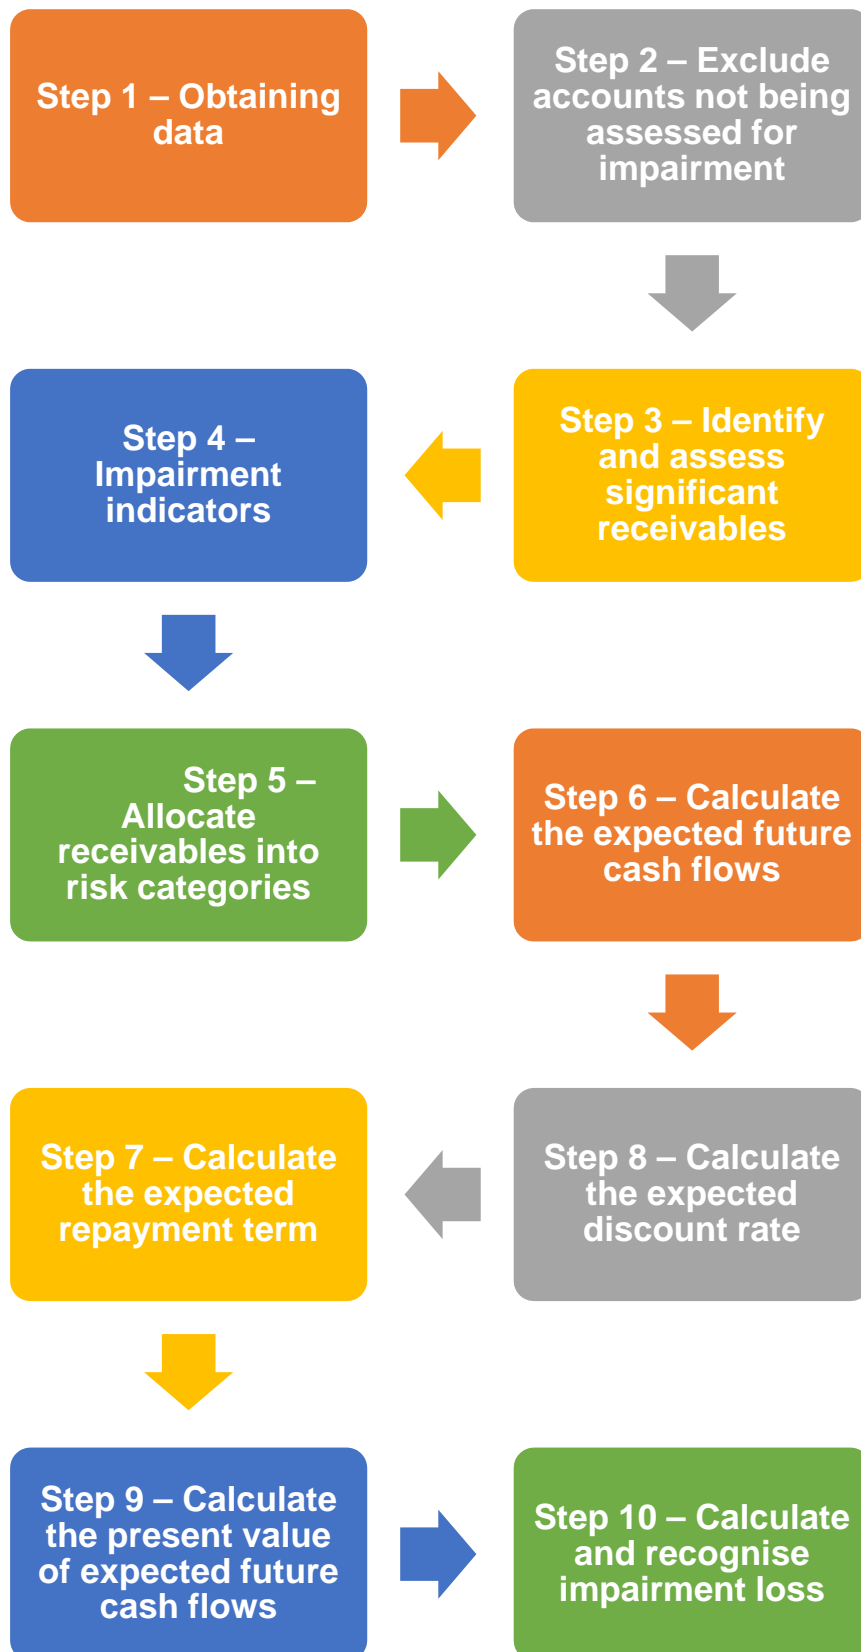 Step 1 – Obtaining
data
Step 2 – Exclude
accounts not being
assessed for
impairment
Step 3 – Identify
and assess
significant
receivables
Step 4 –
Impairment
indicators
Step 5 –
Allocate
receivables into
risk categories
Step 6 – Calculate
the expected future
cash flows
Step 8 – Calculate
the expected
discount rate
Step 7 – Calculate
the expected
repayment term
Step 9 – Calculate
the present value
of expected future
cash flows
Step 10 – Calculate
and recognise
impairment loss